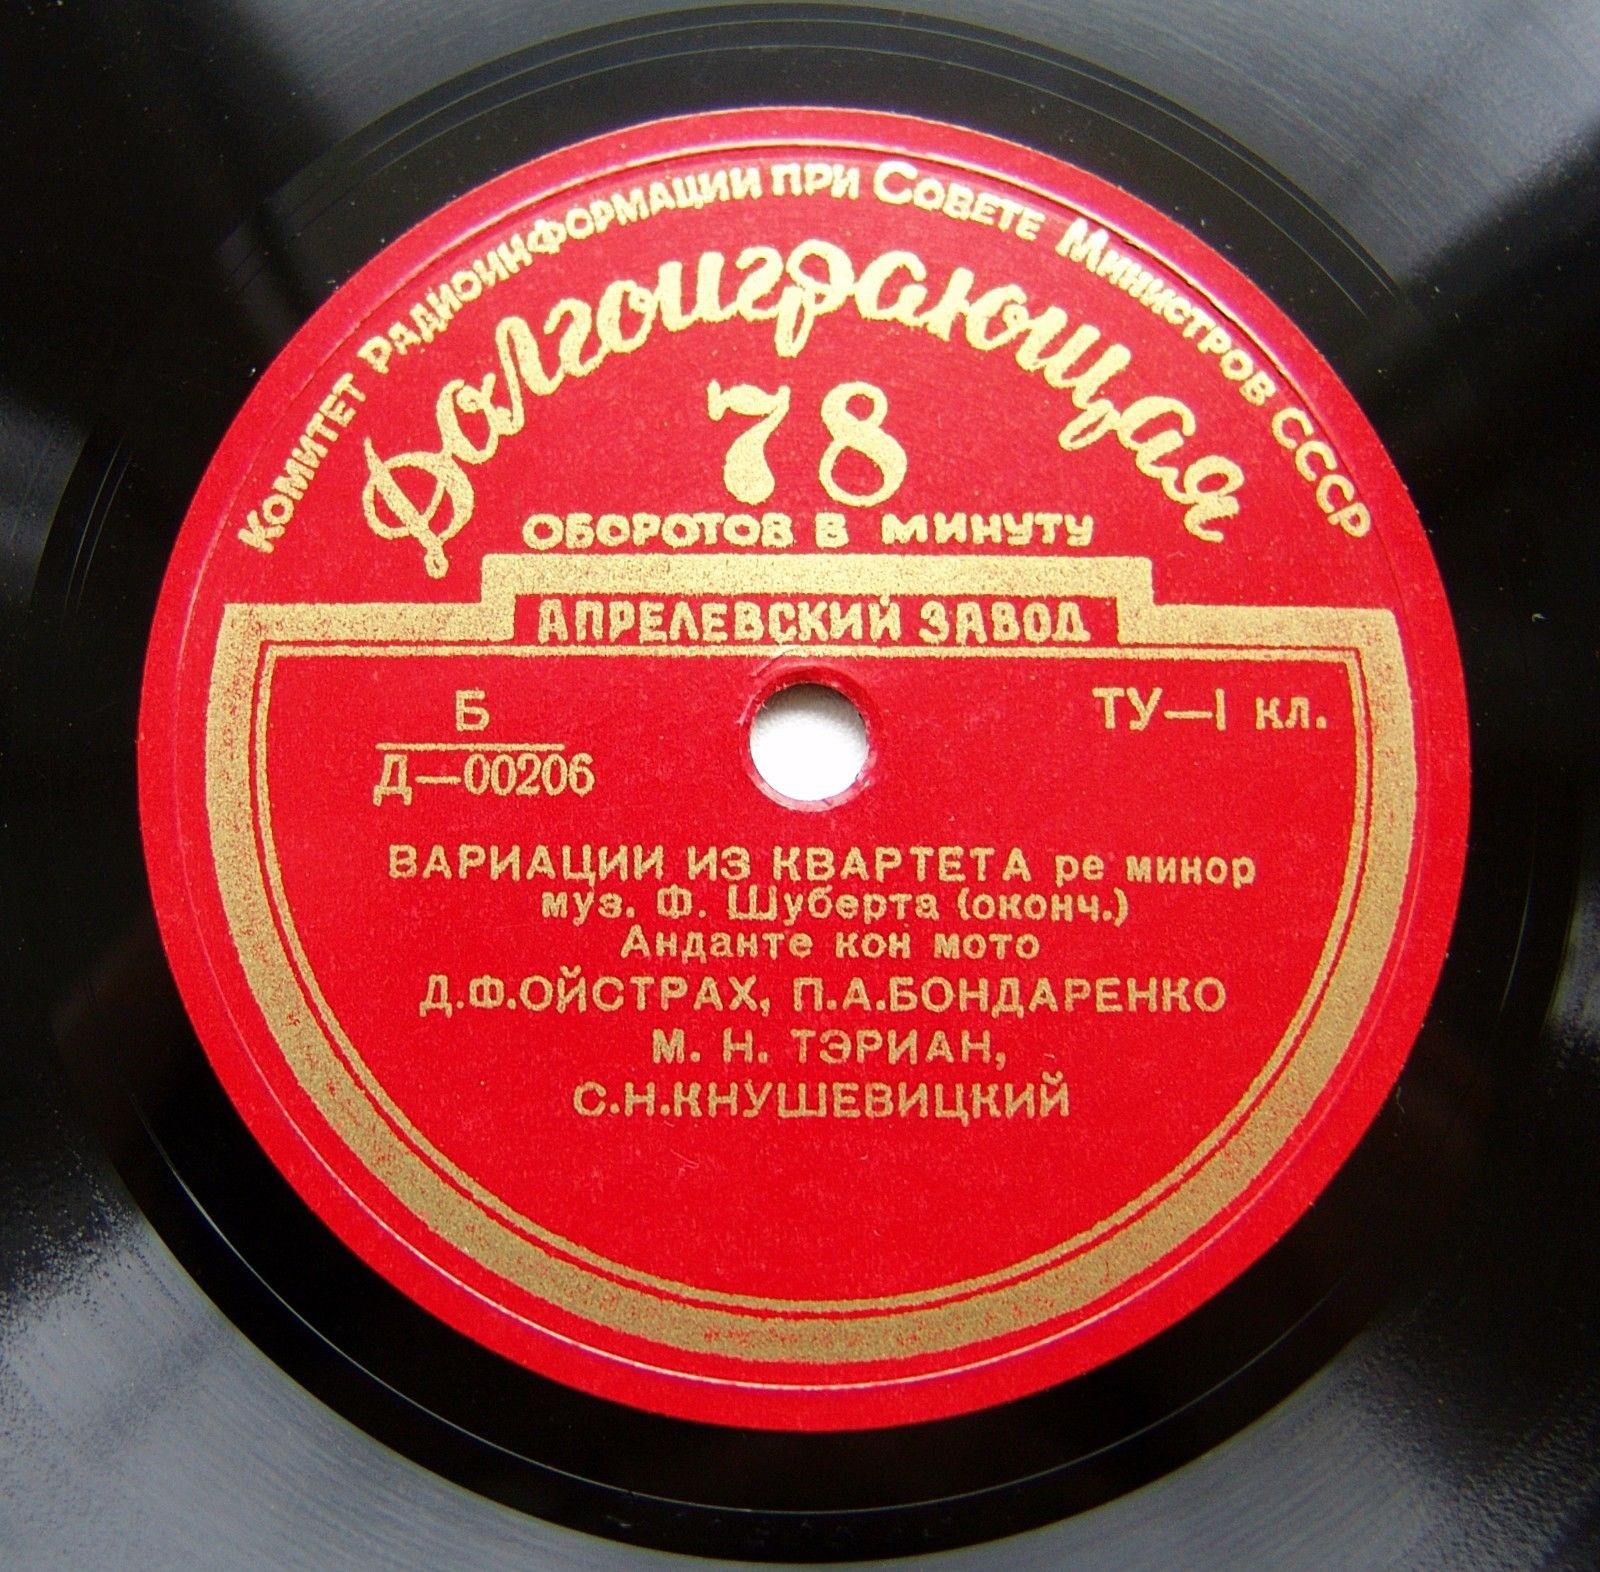 Комитет Радиоинформации при Совете Министров СССР
Долгоиграющая
78
ОБОРОТОВ В МИНУТУ
АПРЕЛЕВСКИЙ ЗАВОД
Б
ТУ—I кл.
Д—00206
ВАРИАЦИИ ИЗ КВАРТЕТА ре минор
муз. Ф. Шуберта (оконч.)
Анданте кон мото
Д.Ф.ОЙСТРАХ, П.А.БОНДАРЕНКО
М. Н. ТЭРИАН,
С.Н.КНУШЕВИЦКИЙ